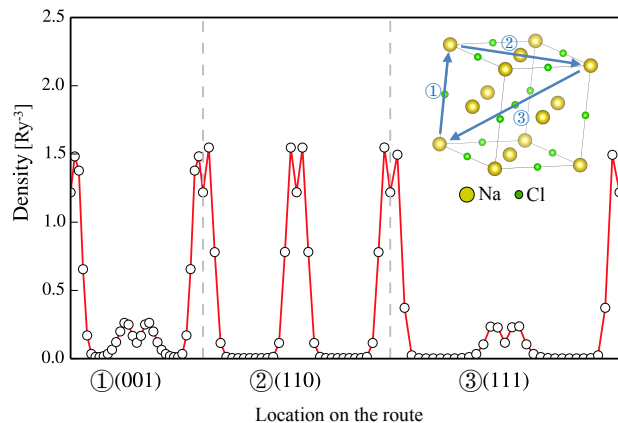 2.5
2.0
1.5
1.0
0.5
0.0
Density [Ry⁻³]
①
②
③
Na Cl
①(001) ②(110) ③(111)
Location on the route